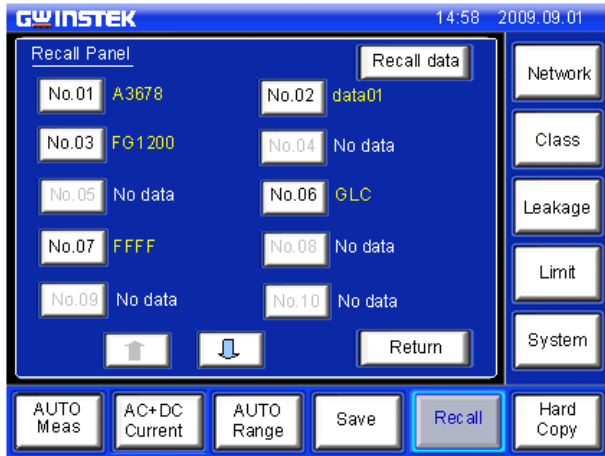 GWINSTEK 14:58 2009.09.01
Recall Panel
Recall data
No.01 A3678
No.02 data01
No.03 FG1200
No.04 No data
No.05 No data
No.06 GLC
No.07 FFFF
No.08 No data
No.09 No data
No.10 No data
Return
Network
Class
Leakage
Limit
System
AUTO
Meas
AC+DC
Current
AUTO
Range
Save
Recall
Hard
Copy